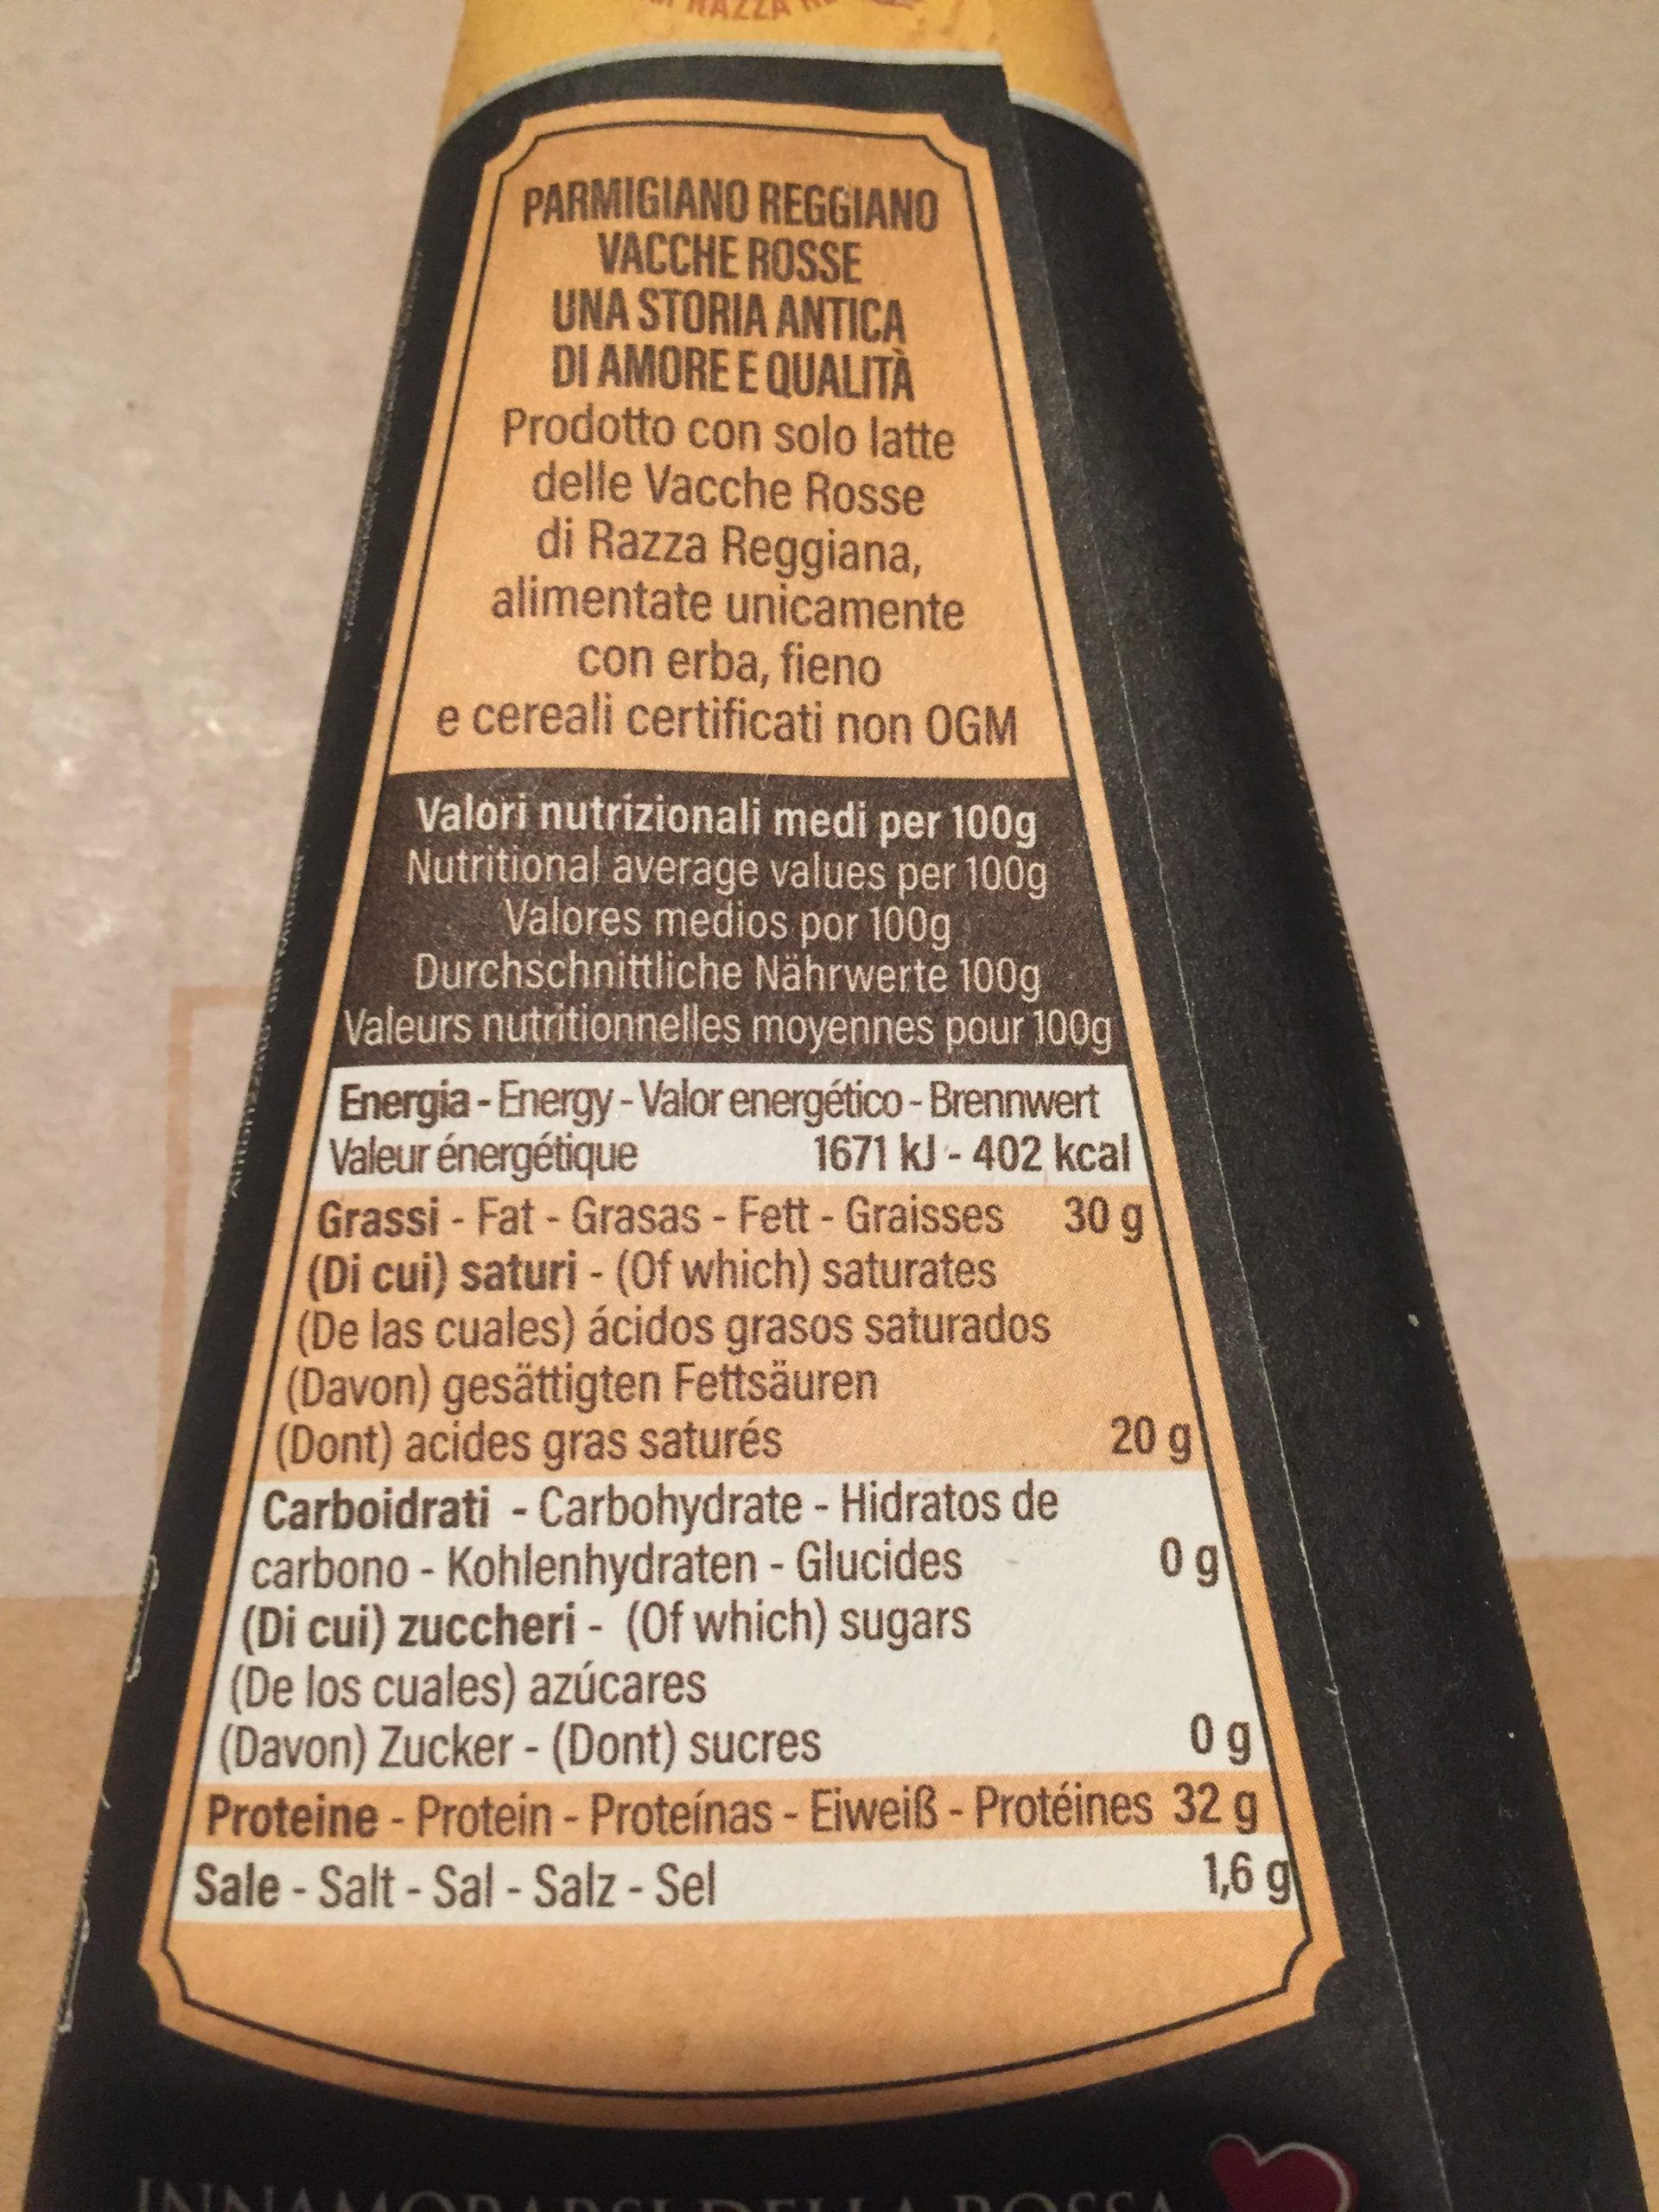 PARMIGIANO REGGIANO
VACCHE ROSSE
UNA STORIA ANTICA
DI AMORE E QUALITÀ
Prodotto con solo latte
delle Vacche Rosse
di Razza Reggiana,
alimentate unicamente
con erba, fieno
e cereali certificati non OGM
Valori nutrizionali medi per 100g
Nutritional average values per 100g
Valores medios por 100g
Durchschnittliche Nährwerte 100g
Valeurs nutritionnelles moyennes pour 100g
Energia - Energy - Valor energético - Brennwert
Valeur énergétique 1671 kJ - 402 kcal
Grassi - Fat - Grasas - Fett - Graisses 30 g
(Di cui) saturi - (Of which) saturates
(De las cuales) ácidos grasos saturados
(Davon) gesättigten Fettsäuren
(Dont) acides gras saturés 20 g
Carboidrati - Carbohydrate - Hidratos de
carbono - Kohlenhydraten - Glucides 0 g
(Di cui) zuccheri - (Of which) sugars
(De los cuales) azúcares
(Davon) Zucker - (Dont) sucres 0 g
Proteine - Protein - Proteínas - Eiweiß - Protéines 32 g
Sale - Salt - Sal - Salz - Sel 1,6 g
INNAMORARSI DELLA ROSSA